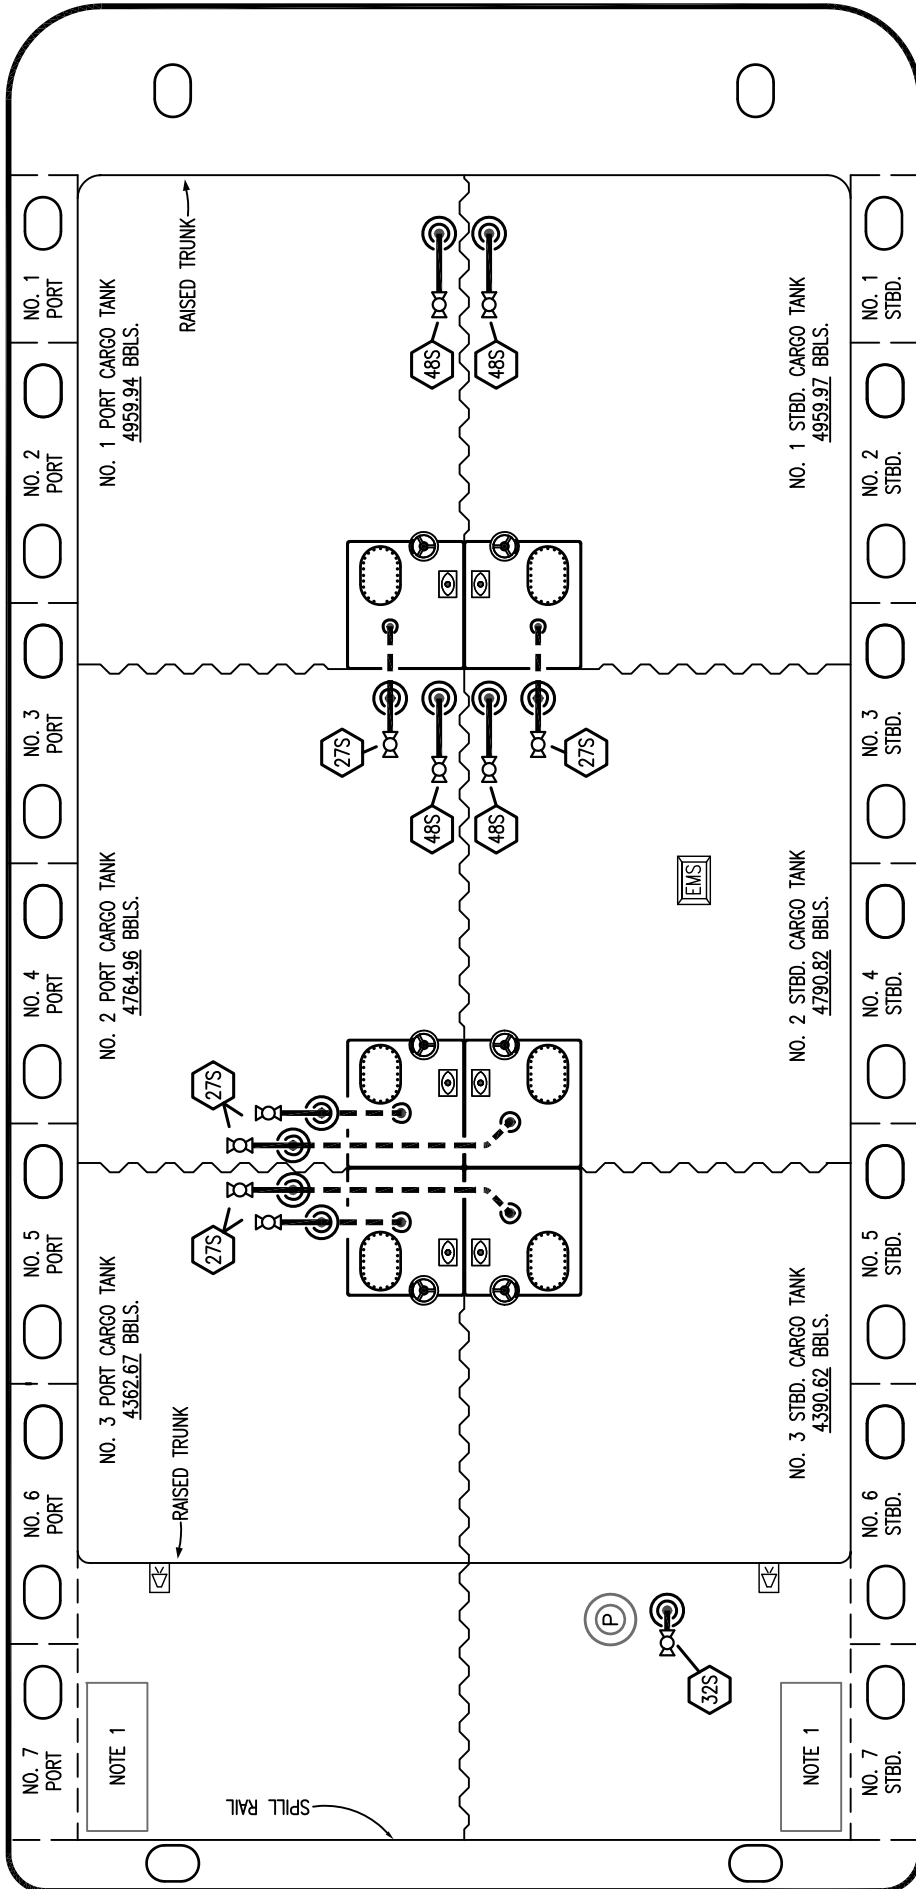 NO. 1
PORT
NO. 2
PORT
NO. 3
PORT
NO. 4
PORT
NO. 5
PORT
NO. 6
PORT
NO. 7
PORT
RAISED TRUNK
NO. 1 PORT CARGO TANK
4959.94 BBLS.
NO. 2 PORT CARGO TANK
4764.96 BBLS.
NO. 3 PORT CARGO TANK
4362.67 BBLS.
RAISED TRUNK
NOTE 1
SPILL RAIL
48S
48S
27S
48S
48S
27S
27S
27S
EMS
P
32S
NO. 1 STBD. CARGO TANK
4959.97 BBLS.
NO. 2 STBD. CARGO TANK
4790.82 BBLS.
NO. 3 STBD. CARGO TANK
4390.62 BBLS.
NOTE 1
NO. 1
STBD.
NO. 2
STBD.
NO. 3
STBD.
NO. 4
STBD.
NO. 5
STBD.
NO. 6
STBD.
NO. 7
STBD.